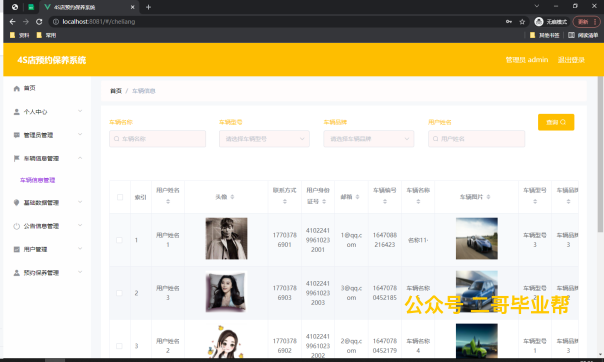 4S店预约保养系统
localhost:8081/#/cheliang
无痕模式
更新
资料
常用
其他书签
阅读清单
4S店预约保养系统
管理员 admin
退出登录
首页
个人中心
管理员管理
车辆信息管理
车辆信息管理
基础数据管理
公告信息管理
用户管理
预约保养管理
首页 / 车辆信息
车辆名称
车辆型号
车辆品牌
用户姓名
车辆名称
请选择车辆型号
请选择车辆品牌
用户姓名
查询
索引
用户姓名
头像
联系方式
用户身份证号
邮箱
车辆编号
车辆名称
车辆图片
车辆型号
车辆品牌
1
用户姓名1
17703786901
410224199610232001
1@qq.com
1647088216423
名称11-
车辆型号3
车辆品牌3
2
用户姓名3
17703786903
410224199610232003
3@qq.com
16470780452185
车辆名称
公众号 二哥毕业帮
3
用户姓名2
17703786902
410224199610232002
2@qq.com
16470780452179
车辆名称4
车辆型号1
车辆品牌3